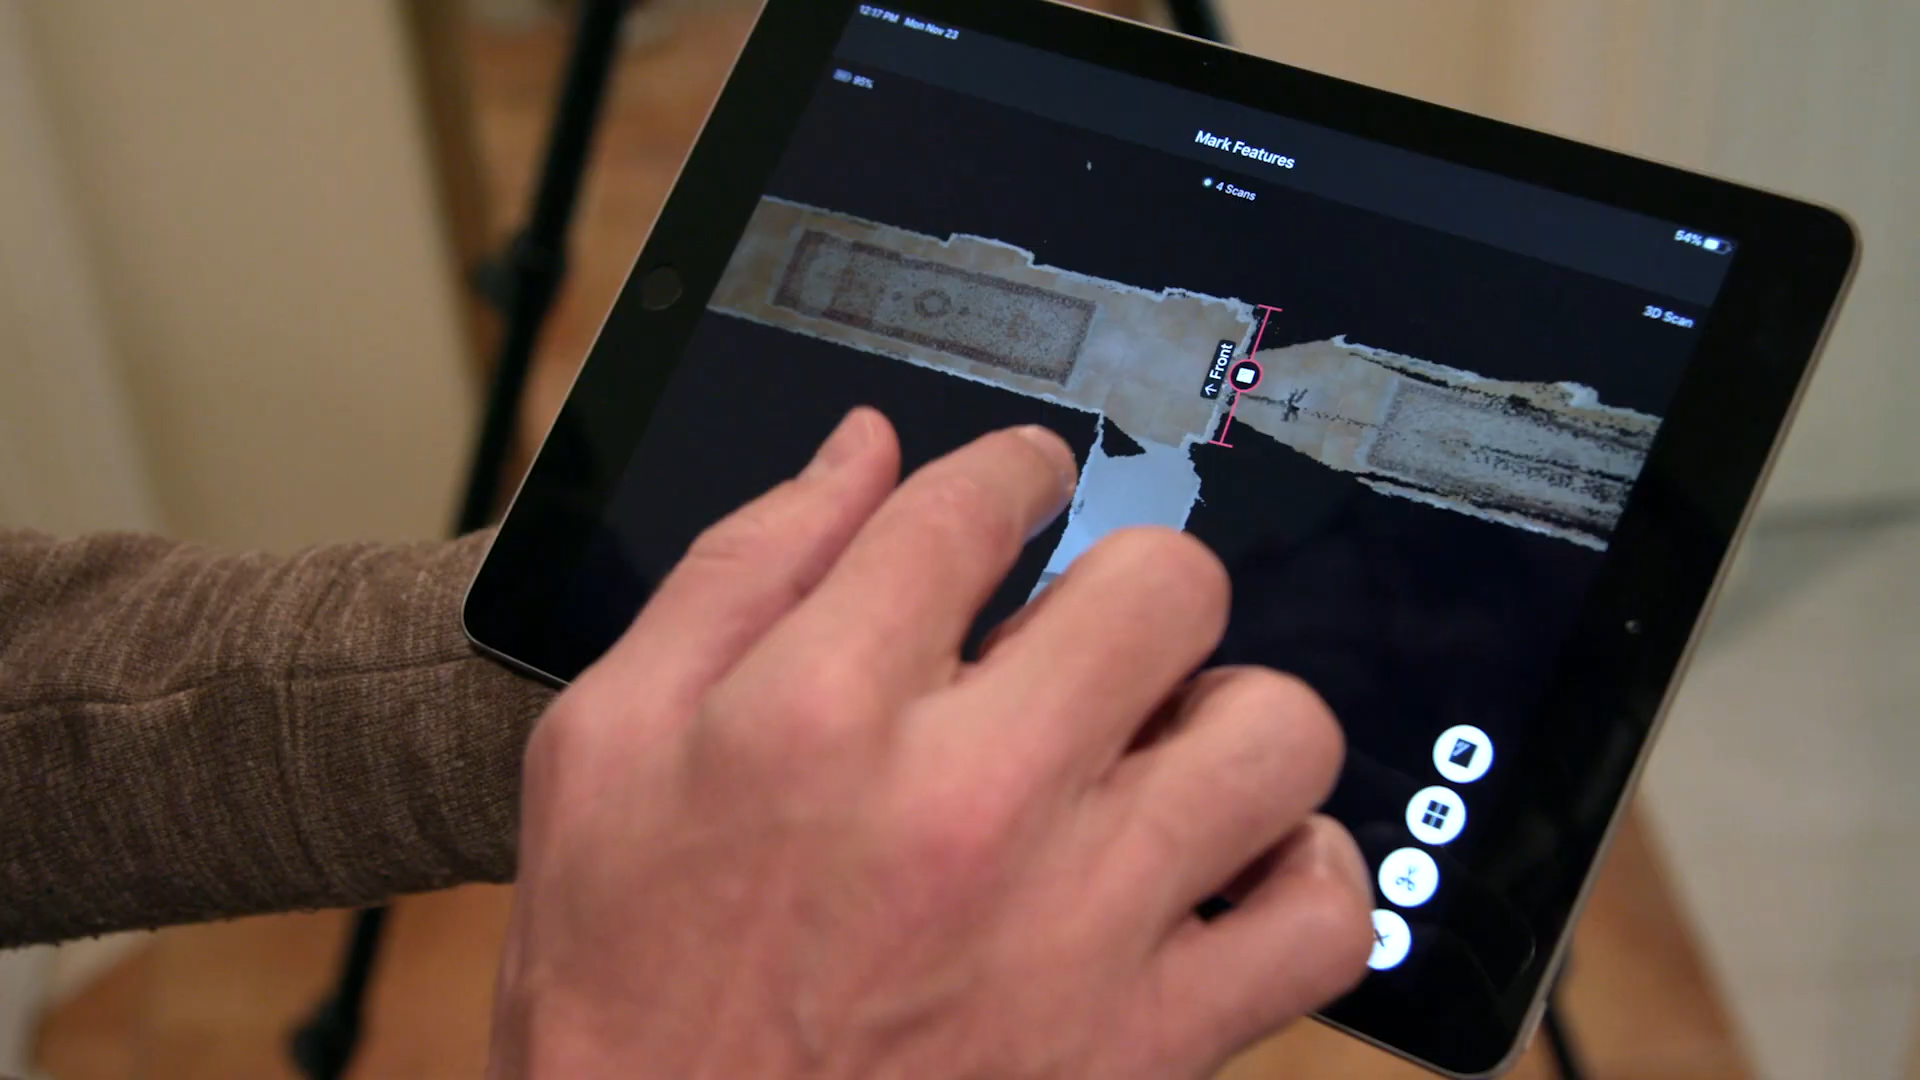 12:17 PM Mon Nov 23
95%
Mark Features
4 Scans
54%
3D Scan
← Front